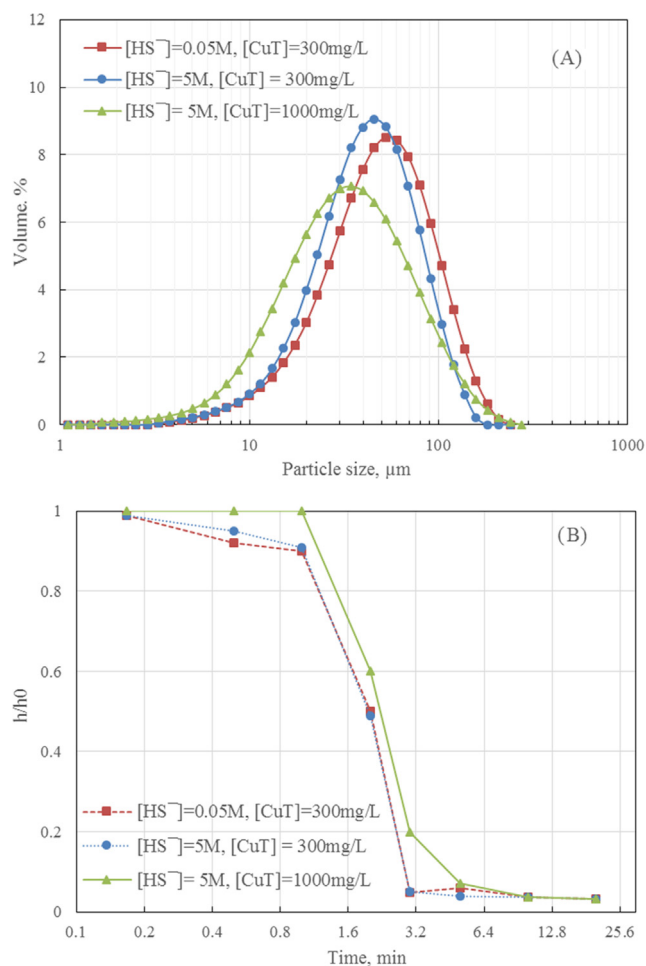 12
10
8
6
4
2
0
Volume. %
[HS¯]=0.05M, [CuT]=300mg/L
[HS¯]=5M, [CuT] = 300mg/L
[HS¯]= 5M, [CuT]=1000mg/L
(A)
1 10 100 1000
Particle size, µm
1
0.8
0.6
0.4
0.2
0
h/h0
(B)
[HS¯]=0.05M, [CuT]=300mg/L
[HS¯]=5M, [CuT] = 300mg/L
[HS¯]= 5M, [CuT]=1000mg/L
0.1 0.2 0.4 0.8 1.6 3.2 6.4 12.8 25.6
Time, min